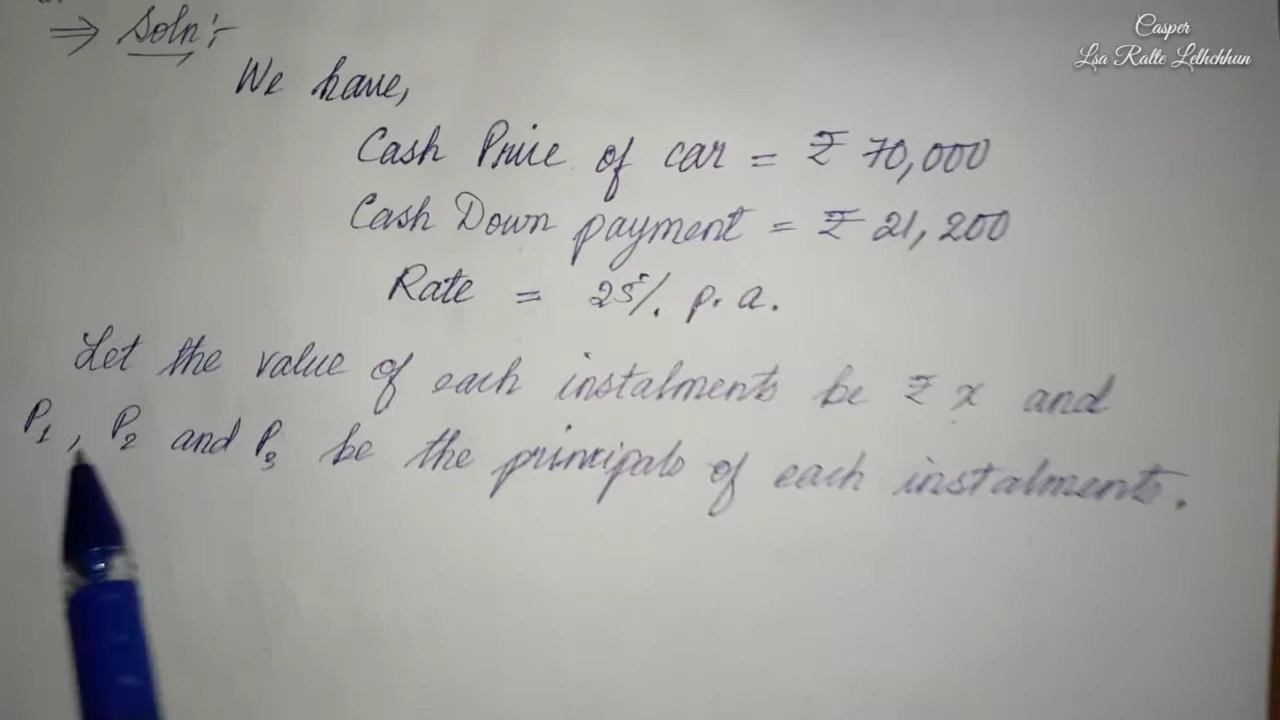 ⇒ Soln:-
We have,
Cash Price of car = ₹ 70,000
Cash Down payment = ₹ 21,200
Rate = 25% p.a.
Let the value of each instalments be ₹ x and
P₁, P₂ and P₃ be the principals of each instalments.
Casper
Lsa Ralte Lethchhun